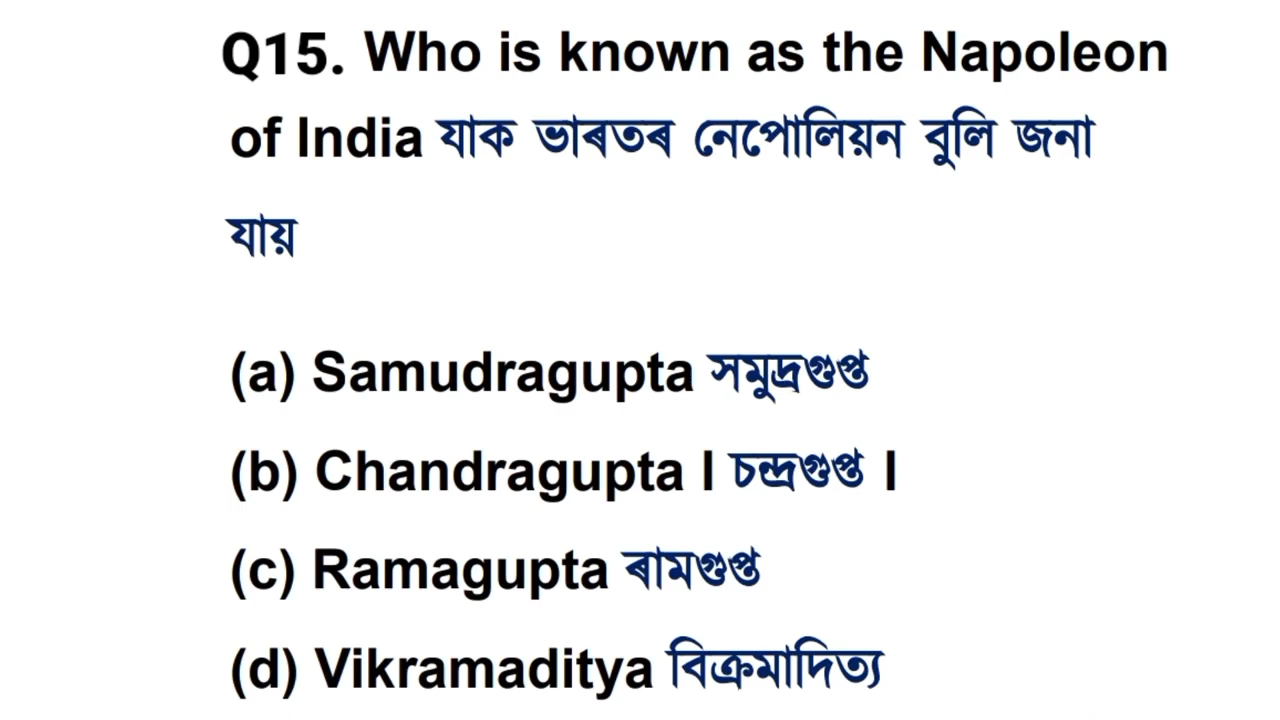 Q15. Who is known as the Napoleon
of India যাক ভাৰতৰ নেপোলিয়ন বুলি জনা
যায়
(a) Samudragupta সমুদ্ৰগুপ্ত
(b) Chandragupta I চন্দ্ৰগুপ্ত I
(c) Ramagupta ৰামগুপ্ত
(d) Vikramaditya বিক্ৰমাদিত্য